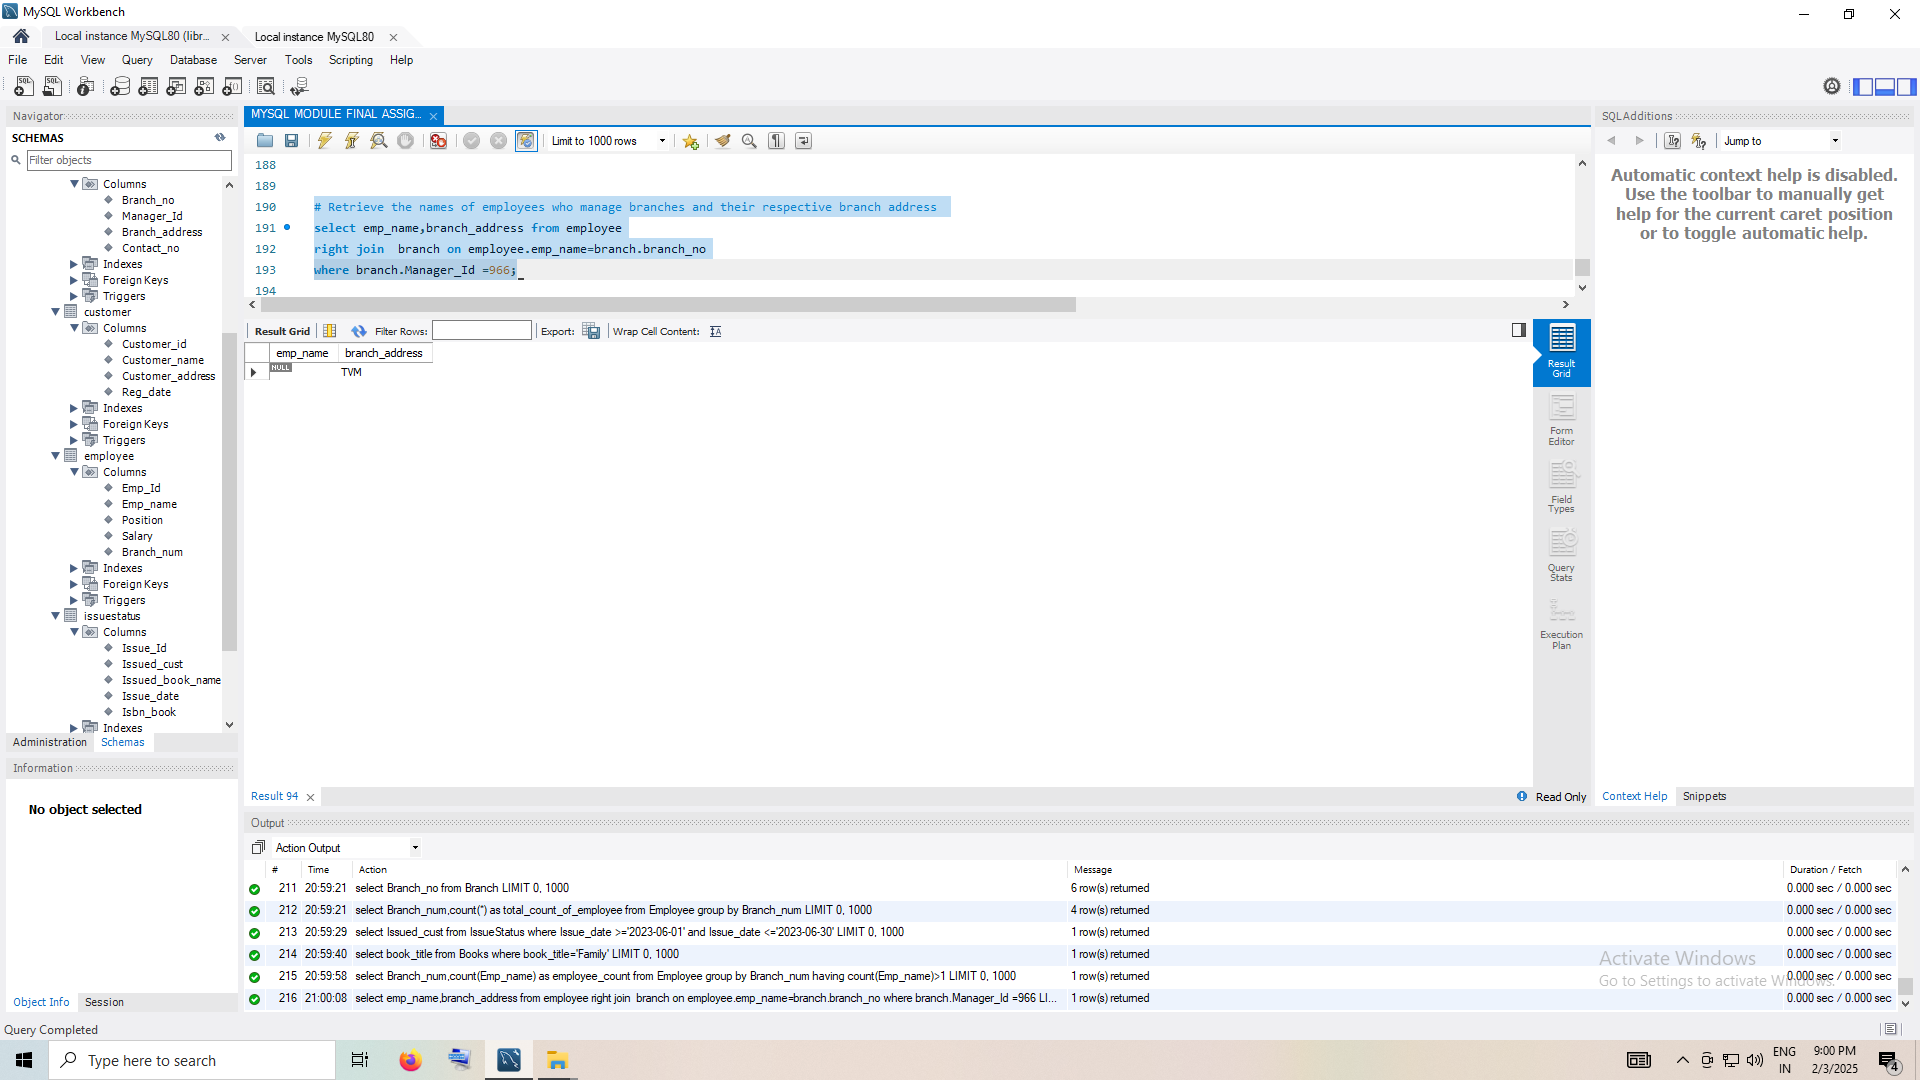 MySQL Workbench
Local instance MySQL80 (libr...
Local instance MySQL80
File Edit View Query Database Server Tools Scripting Help
Navigator
SCHEMAS
Filter objects
Columns
Branch_no
Manager_Id
Branch_address
Contact_no
Indexes
Foreign Keys
Triggers
customer
Columns
Customer_id
Customer_name
Customer_address
Reg_date
Indexes
Foreign Keys
Triggers
employee
Columns
Emp_Id
Emp_name
Position
Salary
Branch_num
Indexes
Foreign Keys
Triggers
issuestatus
Columns
Issue_Id
Issued_cust
Issued_book_name
Issue_date
Isbn_book
Indexes
Administration Schemas
Information
No object selected
Object Info Session
Query Completed
MYSQL MODULE FINAL ASSIG...
Limit to 1000 rows
188
189
190 # Retrieve the names of employees who manage branches and their respective branch address
191 select emp_name,branch_address from employee
192 right join  branch on employee.emp_name=branch.branch_no
193 where branch.Manager_Id =966;
194
Result Grid Filter Rows: Export: Wrap Cell Content:
emp_name branch_address
NULL TVM
Result Grid
Form Editor
Field Types
Query Stats
Execution Plan
Result 94
Read Only
SQLAdditions
Jump to
Automatic context help is disabled.
Use the toolbar to manually get
help for the current caret position
or to toggle automatic help.
Context Help Snippets
Output
Action Output
# Time Action Message Duration / Fetch
211 20:59:21 select Branch_no from Branch LIMIT 0, 1000 6 row(s) returned 0.000 sec / 0.000 sec
212 20:59:21 select Branch_num,count(*) as total_count_of_employee from Employee group by Branch_num LIMIT 0, 1000 4 row(s) returned 0.000 sec / 0.000 sec
213 20:59:29 select Issued_cust from IssueStatus where Issue_date >='2023-06-01' and Issue_date <='2023-06-30' LIMIT 0, 1000 1 row(s) returned 0.000 sec / 0.000 sec
214 20:59:40 select book_title from Books where book_title='Family' LIMIT 0, 1000 1 row(s) returned 0.000 sec / 0.000 sec
215 20:59:58 select Branch_num,count(Emp_name) as employee_count from Employee group by Branch_num having count(Emp_name)>1 LIMIT 0, 1000 1 row(s) returned 0.000 sec / 0.000 sec
216 21:00:08 select emp_name,branch_address from employee right join  branch on employee.emp_name=branch.branch_no where branch.Manager_Id =966 LI... 1 row(s) returned 0.000 sec / 0.000 sec
Activate Windows
Go to Settings to activate Windows.
Type here to search
ENG
IN
9:00 PM
2/3/2025
4